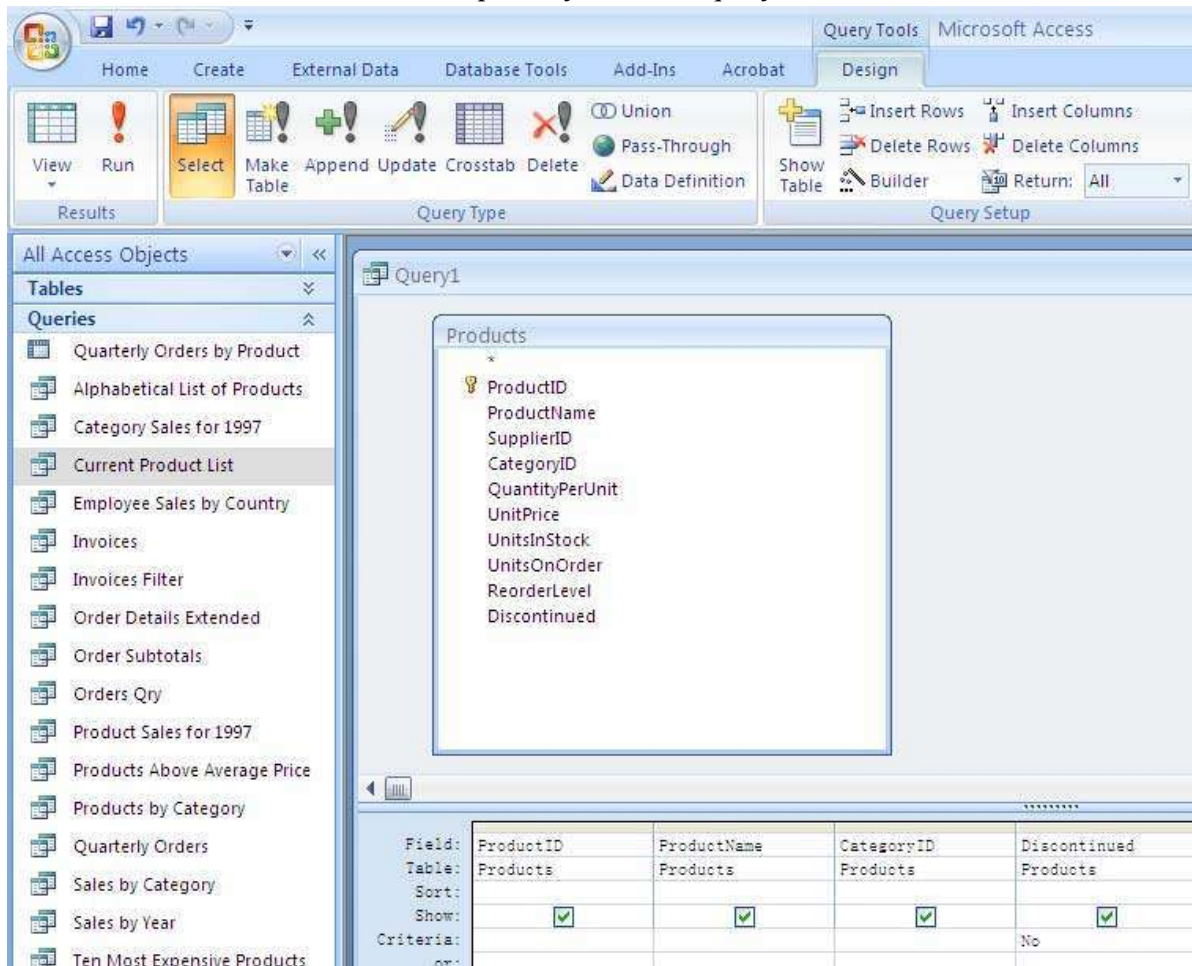 Query Tools Microsoft Access
Home Create External Data Database Tools Add-Ins Acrobat Design
View Run Select Make Table Append Update Crosstab Delete
Union
Pass-Through
Data Definition
Show Table
Insert Rows Insert Columns
Delete Rows Delete Columns
Builder Return: All
Results Query Type Query Setup
All Access Objects
Tables
Queries
Quarterly Orders by Product
Alphabetical List of Products
Category Sales for 1997
Current Product List
Employee Sales by Country
Invoices
Invoices Filter
Order Details Extended
Order Subtotals
Orders Qry
Product Sales for 1997
Products Above Average Price
Products by Category
Quarterly Orders
Sales by Category
Sales by Year
Ten Most Expensive Products
Query1
Products
*
ProductID
ProductName
SupplierID
CategoryID
QuantityPerUnit
UnitPrice
UnitsInStock
UnitsOnOrder
ReorderLevel
Discontinued
Field: ProductID ProductName CategoryID Discontinued
Table: Products Products Products Products
Sort:
Show:
Criteria: No
or: